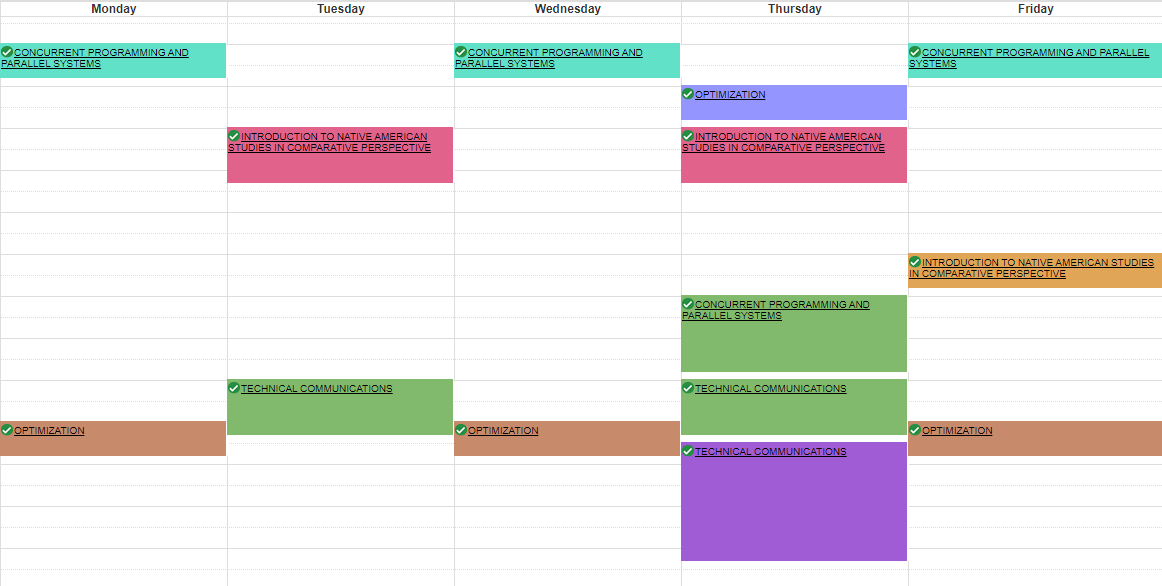 Monday Tuesday Wednesday Thursday Friday
CONCURRENT PROGRAMMING AND
PARALLEL SYSTEMS
CONCURRENT PROGRAMMING AND
PARALLEL SYSTEMS
CONCURRENT PROGRAMMING AND PARALLEL
SYSTEMS
OPTIMIZATION
INTRODUCTION TO NATIVE AMERICAN
STUDIES IN COMPARATIVE PERSPECTIVE
INTRODUCTION TO NATIVE AMERICAN
STUDIES IN COMPARATIVE PERSPECTIVE
INTRODUCTION TO NATIVE AMERICAN STUDIES
IN COMPARATIVE PERSPECTIVE
CONCURRENT PROGRAMMING AND
PARALLEL SYSTEMS
TECHNICAL COMMUNICATIONS
TECHNICAL COMMUNICATIONS
OPTIMIZATION
OPTIMIZATION
OPTIMIZATION
TECHNICAL COMMUNICATIONS